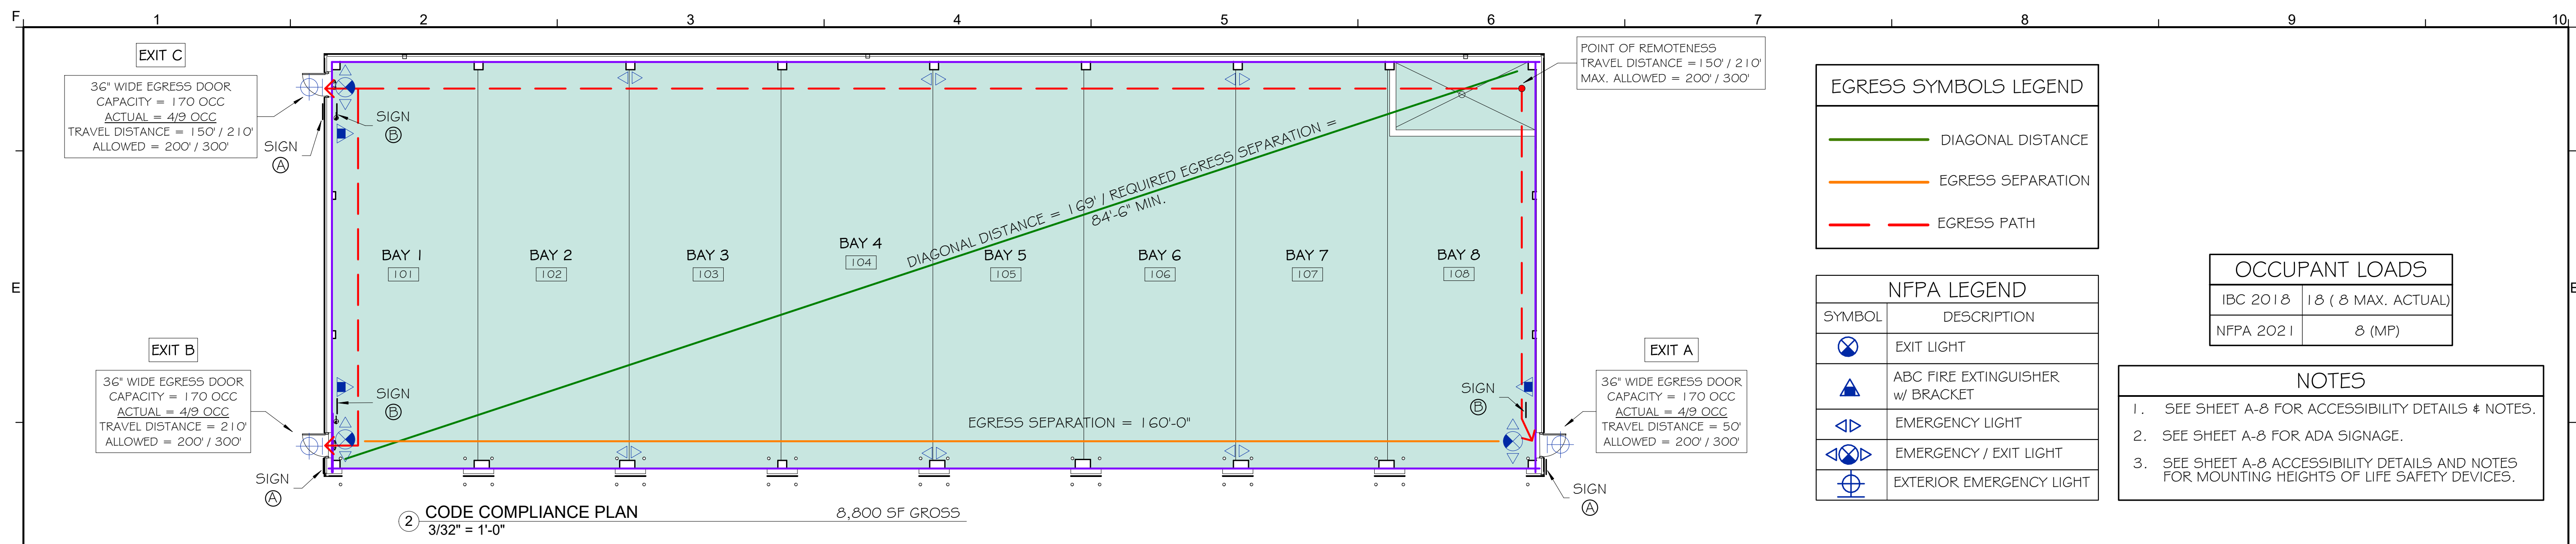 F
1
2
3
4
5
6
7
8
9
10
E
E
EXIT C
36" WIDE EGRESS DOOR
CAPACITY = 170 OCC
ACTUAL = 4/9 OCC
TRAVEL DISTANCE = 150' / 210'
ALLOWED = 200' / 300'
SIGN
A
SIGN
B
POINT OF REMOTENESS
TRAVEL DISTANCE =150' / 210'
MAX. ALLOWED = 200' / 300'
DIAGONAL DISTANCE = 169' / REQUIRED EGRESS SEPARATION =
84'-6" MIN.
BAY 1
101
BAY 2
102
BAY 3
103
BAY 4
104
BAY 5
105
BAY 6
106
BAY 7
107
BAY 8
108
EXIT B
36" WIDE EGRESS DOOR
CAPACITY = 170 OCC
ACTUAL = 4/9 OCC
TRAVEL DISTANCE = 210'
ALLOWED = 200' / 300'
SIGN
B
SIGN
A
EGRESS SEPARATION = 160'-0"
SIGN
B
EXIT A
36" WIDE EGRESS DOOR
CAPACITY = 170 OCC
ACTUAL = 4/9 OCC
TRAVEL DISTANCE = 50'
ALLOWED = 200' / 300'
SIGN
A
2 CODE COMPLIANCE PLAN 8,800 SF GROSS
3/32" = 1'-0"
EGRESS SYMBOLS LEGEND
DIAGONAL DISTANCE
EGRESS SEPARATION
EGRESS PATH
NFPA LEGEND
SYMBOL DESCRIPTION
EXIT LIGHT
ABC FIRE EXTINGUISHER
w/ BRACKET
EMERGENCY LIGHT
EMERGENCY / EXIT LIGHT
EXTERIOR EMERGENCY LIGHT
OCCUPANT LOADS
IBC 2018 18 ( 8 MAX. ACTUAL)
NFPA 2021 8 (MP)
NOTES
1. SEE SHEET A-8 FOR ACCESSIBILITY DETAILS & NOTES.
2. SEE SHEET A-8 FOR ADA SIGNAGE.
3. SEE SHEET A-8 ACCESSIBILITY DETAILS AND NOTES
FOR MOUNTING HEIGHTS OF LIFE SAFETY DEVICES.